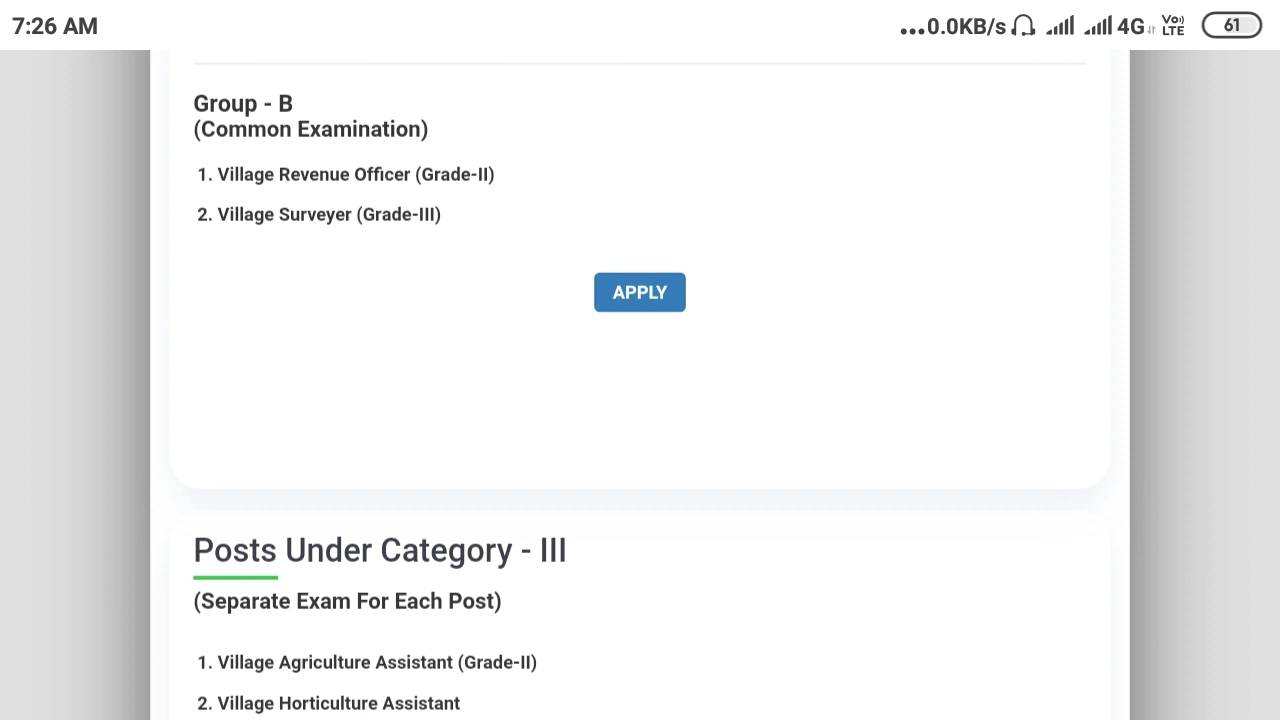 7:26 AM
...0.0KB/s 4G Vo) LTE 61
Group - B
(Common Examination)
1. Village Revenue Officer (Grade-II)
2. Village Surveyer (Grade-III)
APPLY
Posts Under Category - III
(Separate Exam For Each Post)
1. Village Agriculture Assistant (Grade-II)
2. Village Horticulture Assistant